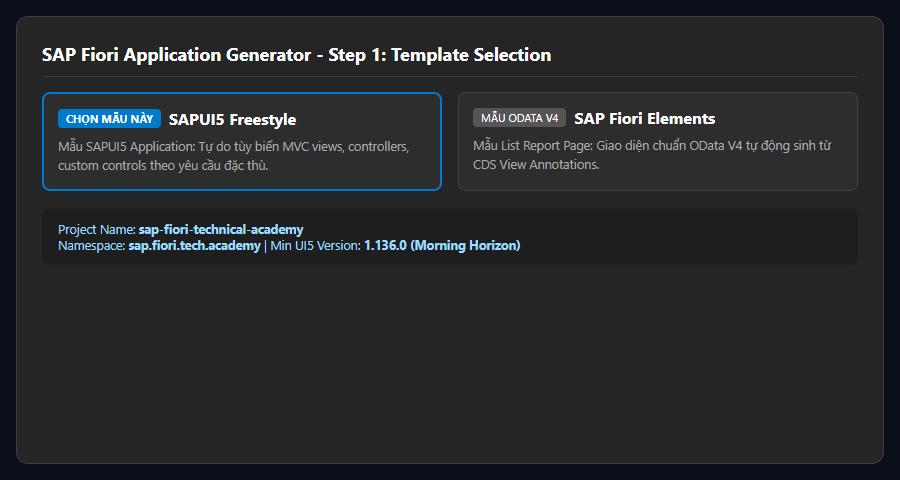 SAP Fiori Application Generator - Step 1: Template Selection
CHỌN MẪU NÀY SAPUI5 Freestyle
Mẫu SAPUI5 Application: Tự do tùy biến MVC views, controllers,
custom controls theo yêu cầu đặc thù.
MẪU ODATA V4 SAP Fiori Elements
Mẫu List Report Page: Giao diện chuẩn OData V4 tự động sinh từ
CDS View Annotations.
Project Name: sap-fiori-technical-academy
Namespace: sap.fiori.tech.academy | Min UI5 Version: 1.136.0 (Morning Horizon)